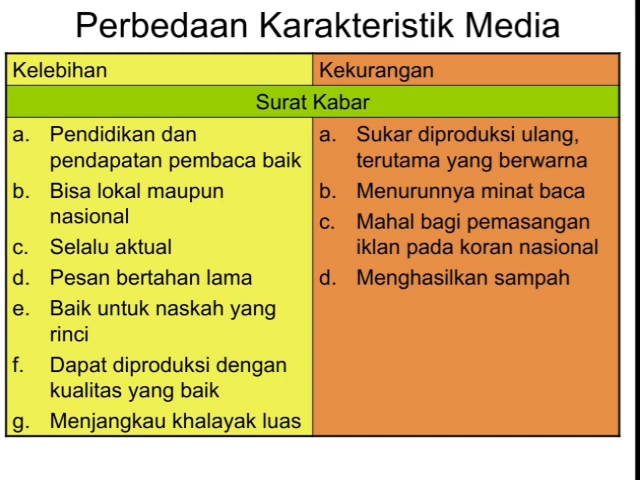 Perbedaan Karakteristik Media
Kelebihan
Kekurangan
Surat Kabar
a. Pendidikan dan
pendapatan pembaca baik
b. Bisa lokal maupun
nasional
c. Selalu aktual
d. Pesan bertahan lama
e. Baik untuk naskah yang
rinci
f. Dapat diproduksi dengan
kualitas yang baik
g. Menjangkau khalayak luas
a. Sukar diproduksi ulang,
terutama yang berwarna
b. Menurunnya minat baca
c. Mahal bagi pemasangan
iklan pada koran nasional
d. Menghasilkan sampah